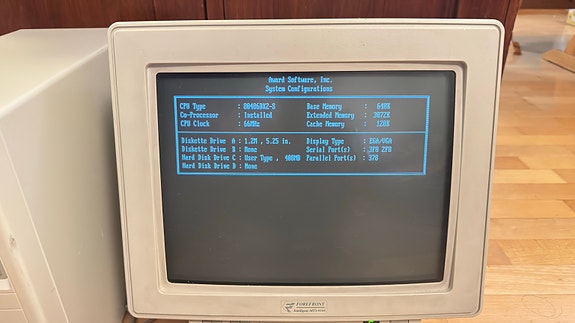 Award Software, Inc.
System Configurations
CPU Type : 80486DX2-S Base Memory : 640K
Co-Processor : Installed Extended Memory : 3072K
CPU Clock : 66MHz Cache Memory : 128K
Diskette Drive A : 1.2M , 5.25 in. Display Type : EGA/VGA
Diskette Drive B : None Serial Port(s) : 3F8 2F8
Hard Disk Drive C : User Type , 480MB Parallel Port(s) : 378
Hard Disk Drive D : None
FOREFRONT